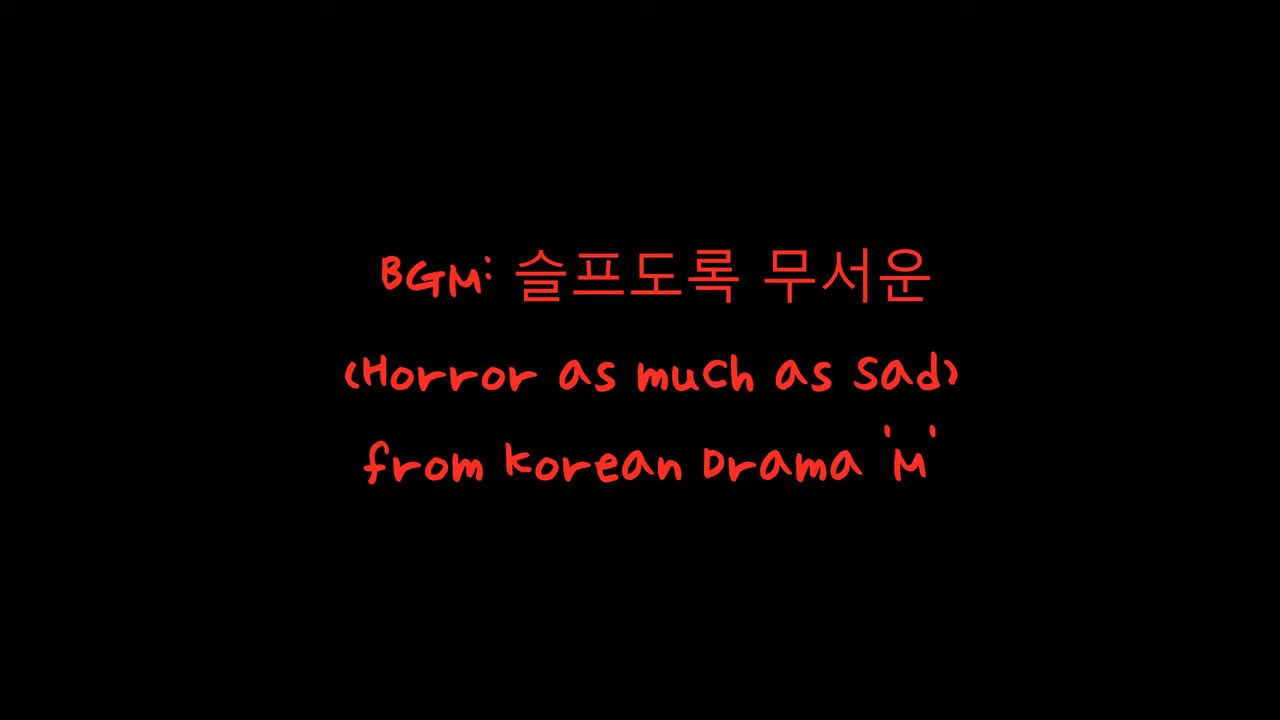 BGM: 슬프도록 무서운
(Horror as much as sad)
from Korean Drama 'M'